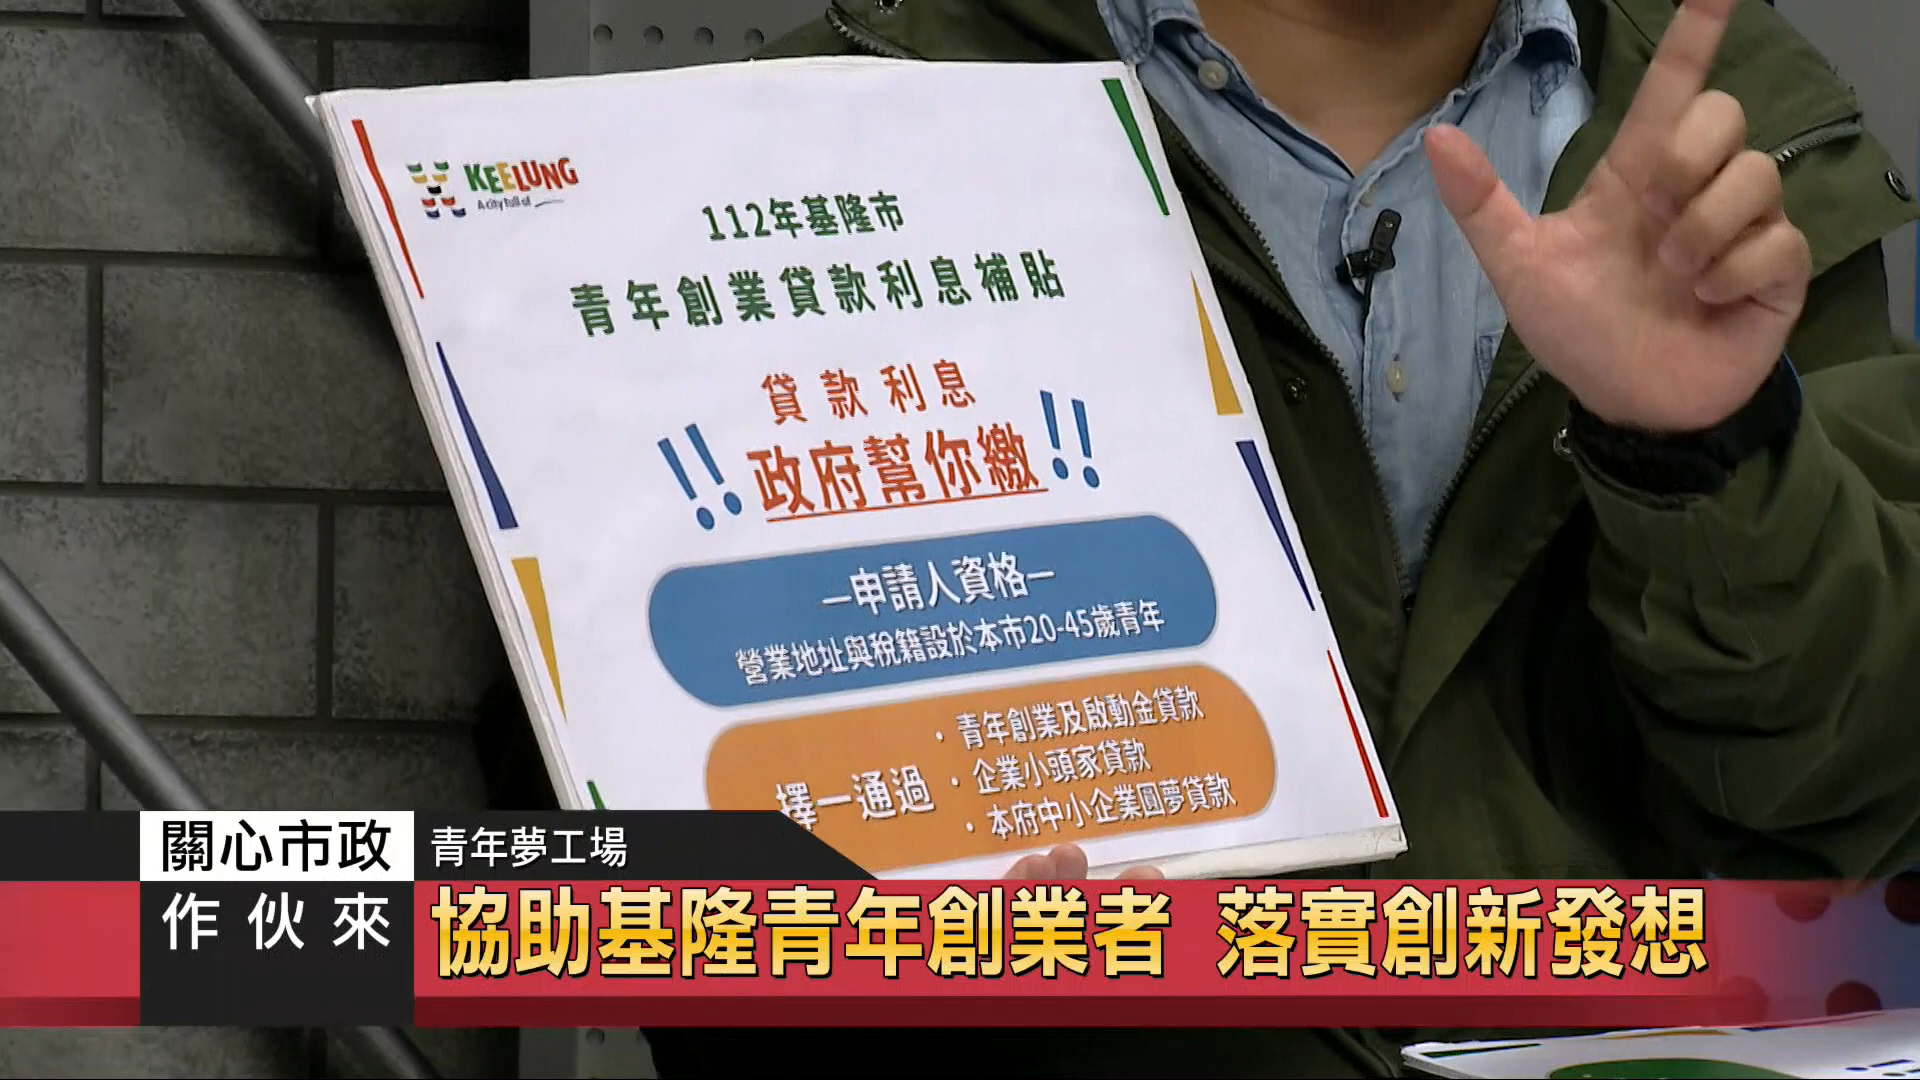 KEELUNG
A city full of
112年基隆市
青年創業貸款利息補貼
貸款利息
!!政府幫你繳!!
—申請人資格—
營業地址與稅籍設於本市20-45歲青年
擇一通過
・青年創業及啟動金貸款
・企業小頭家貸款
・本府中小企業圓夢貸款
關心市政
作伙來
青年夢工場
協助基隆青年創業者 落實創新發想